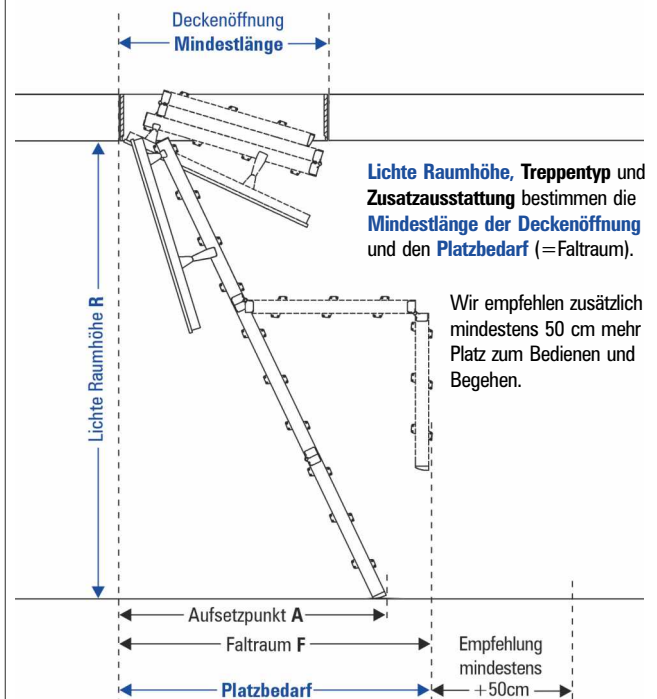 Deckenöffnung
Mindestlänge
Lichte Raumhöhe, Treppentyp und
Zusatzausstattung bestimmen die
Mindestlänge der Deckenöffnung
und den Platzbedarf (=Faltraum).
Wir empfehlen zusätzlich
mindestens 50 cm mehr
Platz zum Bedienen und
Begehen.
Lichte Raumhöhe R
Aufsetzpunkt A
Faltraum F
Platzbedarf
Empfehlung
mindestens
+50cm